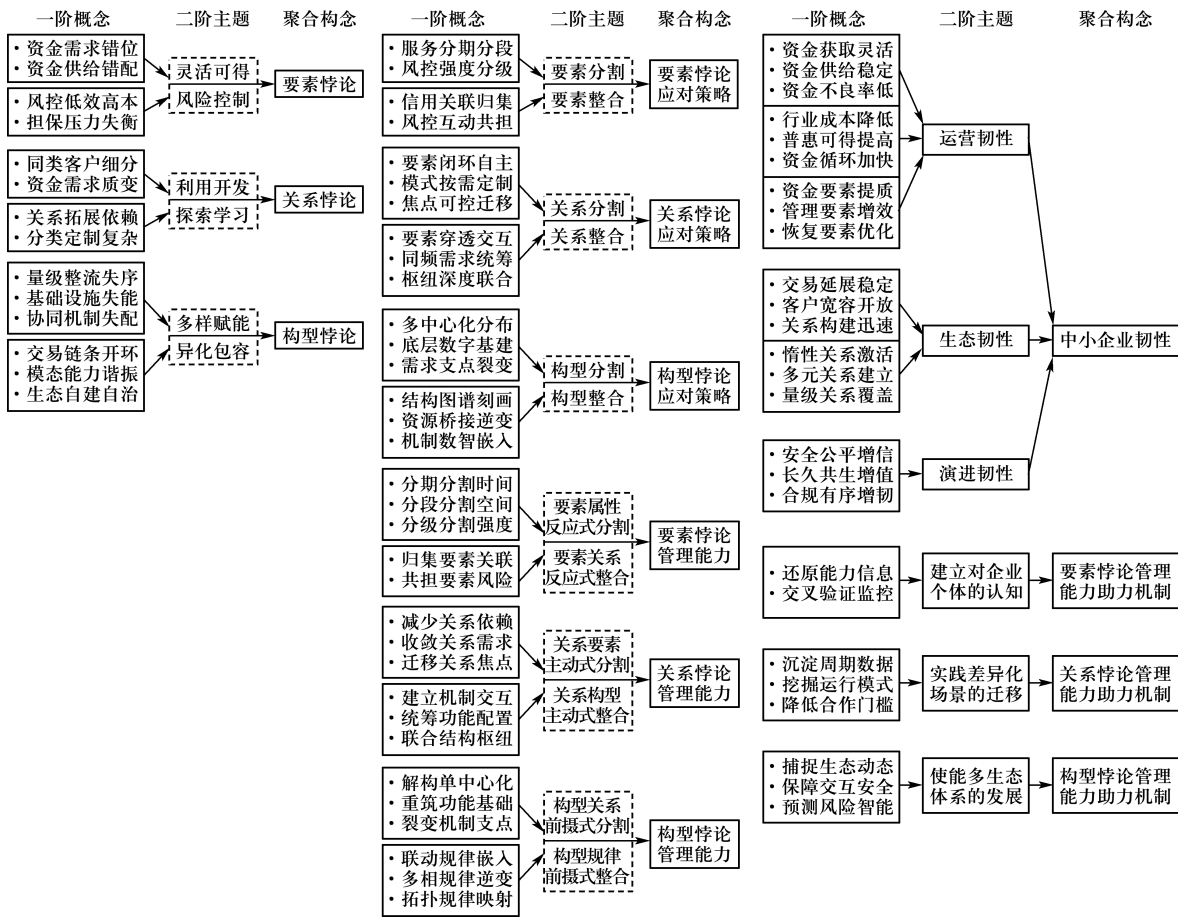 一阶概念
二阶主题
聚合构念
• 资金需求错位
• 资金供给错配
• 风控低效高本
• 担保压力失衡
灵活可得
风险控制
要素悖论
• 同类客户细分
• 资金需求质变
• 关系拓展依赖
• 分类定制复杂
利用开发
探索学习
关系悖论
• 量级整流失序
• 基础设施失能
• 协同机制失配
• 交易链条开环
• 模态能力谐振
• 生态自建自治
多样赋能
异化包容
构型悖论
一阶概念
二阶主题
聚合构念
• 服务分期分段
• 风控强度分级
• 信用关联归集
• 风控互动共担
要素分割
要素整合
要素悖论
应对策略
• 要素闭环自主
• 模式按需定制
• 焦点可控迁移
• 要素穿透交互
• 同频需求统筹
• 枢纽深度联合
关系分割
关系整合
关系悖论
应对策略
• 多中心化分布
• 底层数字基建
• 需求支点裂变
• 结构图谱刻画
• 资源桥接逆变
• 机制数智嵌入
构型分割
构型整合
构型悖论
应对策略
• 分期分割时间
• 分段分割空间
• 分级分割强度
• 归集要素关联
• 共担要素风险
要素属性
反应式分割
要素关系
反应式整合
要素悖论
管理能力
• 减少关系依赖
• 收敛关系需求
• 迁移关系焦点
• 建立机制交互
• 统筹功能配置
• 联合结构枢纽
关系要素
主动式分割
关系构型
主动式整合
关系悖论
管理能力
• 解构单中心化
• 重筑功能基础
• 裂变机制支点
• 联动规律嵌入
• 多相规律逆变
• 拓扑规律映射
构型关系
前摄式分割
构型规律
前摄式整合
构型悖论
管理能力
一阶概念
二阶主题
聚合构念
• 资金获取灵活
• 资金供给稳定
• 资金不良率低
• 行业成本降低
• 普惠可得提高
• 资金循环加快
• 资金要素提质
• 管理要素增效
• 恢复要素优化
运营韧性
• 交易延展稳定
• 客户宽容开放
• 关系构建迅速
• 惰性关系激活
• 多元关系建立
• 量级关系覆盖
生态韧性
中小企业韧性
• 安全公平增信
• 长久共生增值
• 合规有序增韧
演进韧性
• 还原能力信息
• 交叉验证监控
建立对企业
个体的认知
要素悖论管理
能力助力机制
• 沉淀周期数据
• 挖掘运行模式
• 降低合作门槛
实践差异化
场景的迁移
关系悖论管理
能力助力机制
• 捕捉生态动态
• 保障交互安全
• 预测风险智能
使能多生态
体系的发展
构型悖论管理
能力助力机制